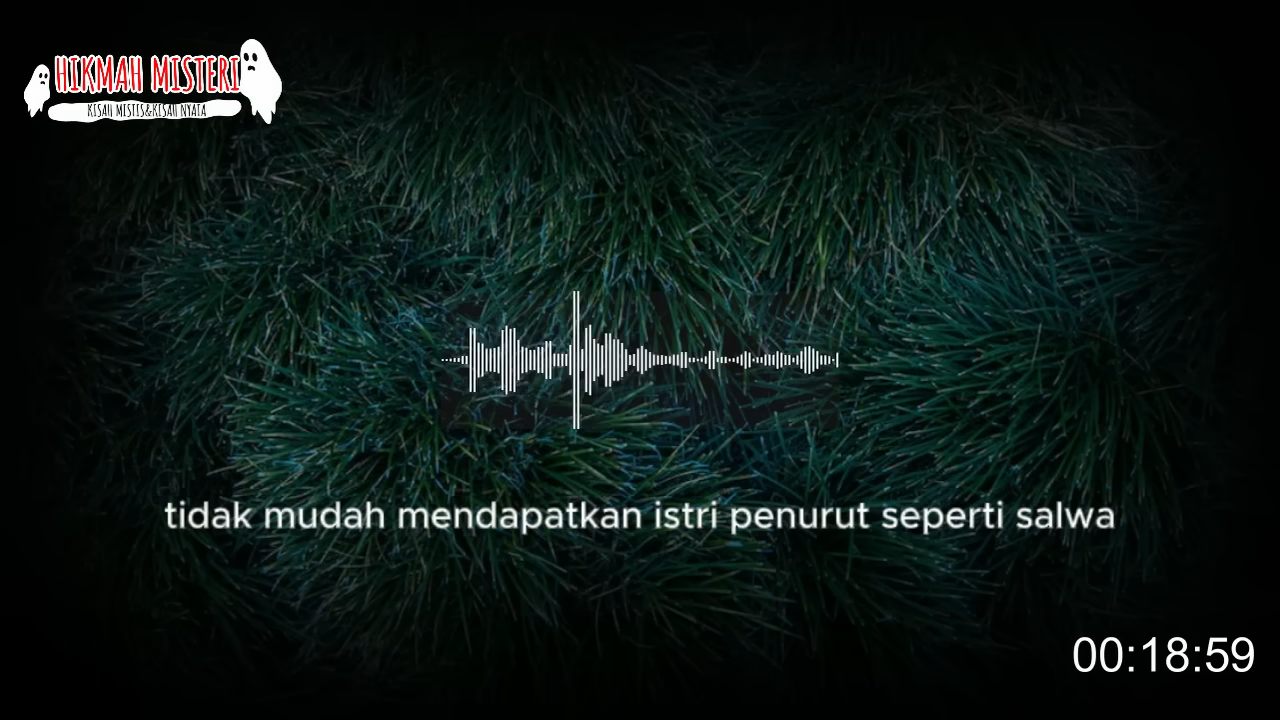 HIKMAH MISTERI
KISAH MISTIS&KISAH NYATA
tidak mudah mendapatkan istri penurut seperti salwa
00:18:59